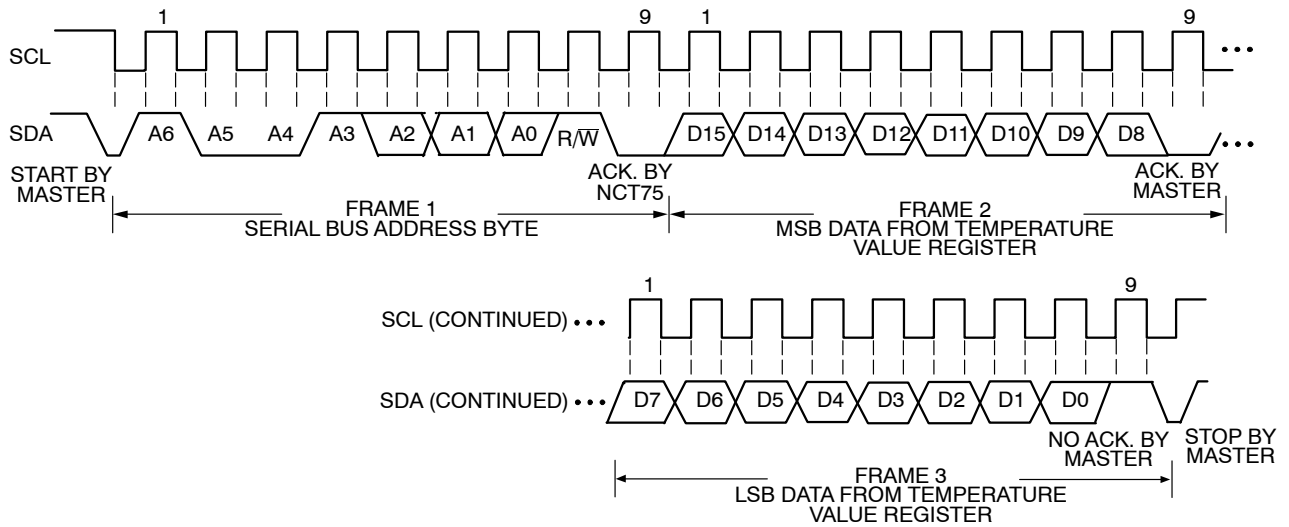 1 9 1 9
SCL
SDA A6 A5 A4 A3 A2 A1 A0 R/W̅ D15 D14 D13 D12 D11 D10 D9 D8
START BY
MASTER
ACK. BY
NCT75
ACK. BY
MASTER
FRAME 1
SERIAL BUS ADDRESS BYTE
FRAME 2
MSB DATA FROM TEMPERATURE
VALUE REGISTER
1 9
SCL (CONTINUED)
SDA (CONTINUED) D7 D6 D5 D4 D3 D2 D1 D0
NO ACK. BY
MASTER
STOP BY
MASTER
FRAME 3
LSB DATA FROM TEMPERATURE
VALUE REGISTER